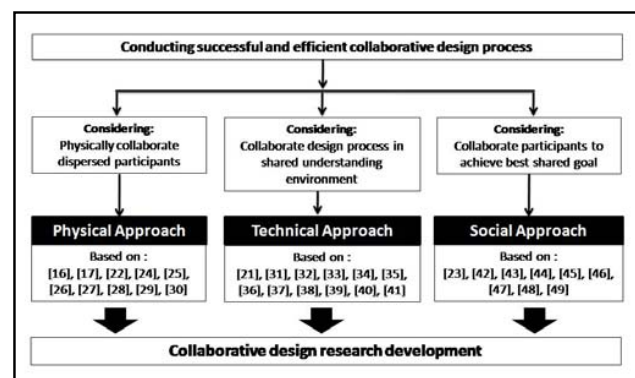 Conducting successful and efficient collaborative design process
Considering:
Physically collaborate
dispersed participants
Considering:
Collaborate design process in
shared understanding
environment
Considering:
Collaborate participants to
achieve best shared goal
Physical Approach
Based on :
[16], [17], [22], [24], [25],
[26], [27], [28], [29], [30]
Technical Approach
Based on :
[21], [31], [32], [33], [34], [35],
[36], [37], [38], [39], [40], [41]
Social Approach
Based on :
[23], [42], [43], [44], [45], [46],
[47], [48], [49]
Collaborative design research development